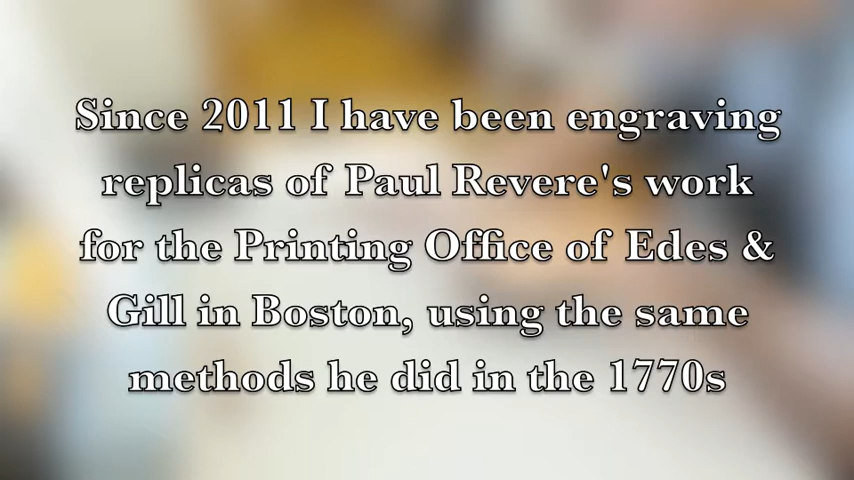 Since 2011 I have been engraving
replicas of Paul Revere's work
for the Printing Office of Edes &
Gill in Boston, using the same
methods he did in the 1770s